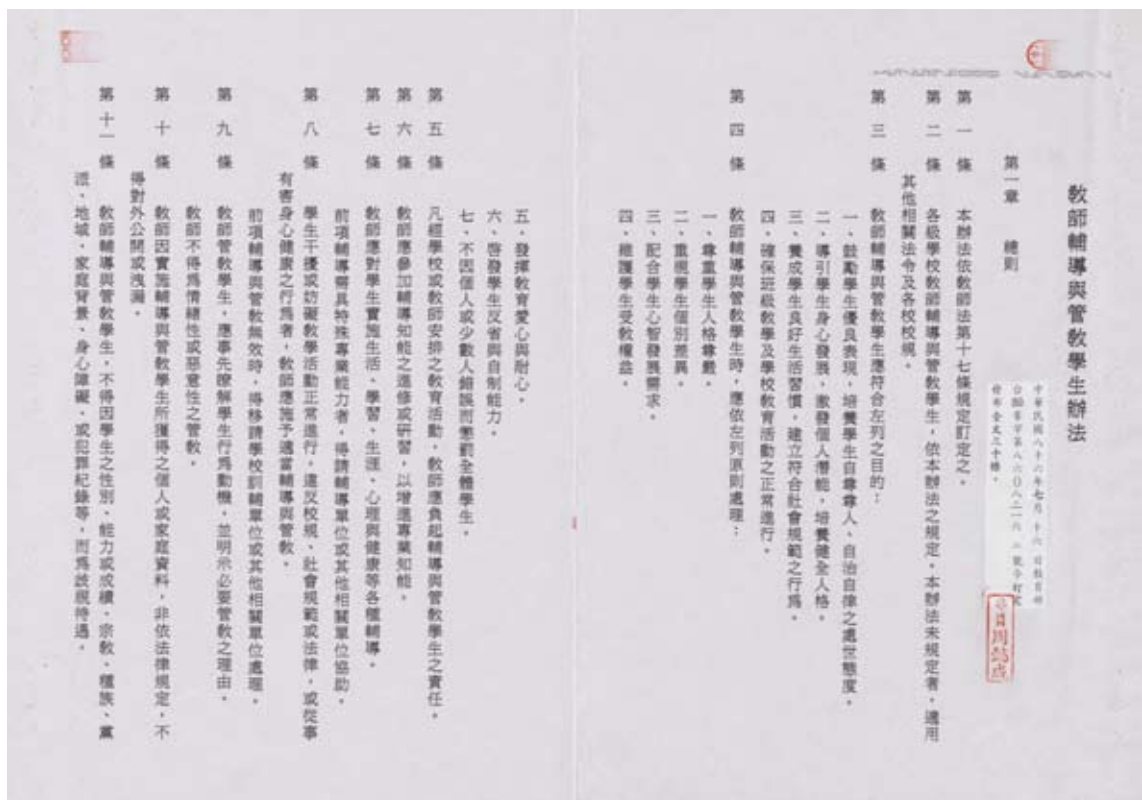 教師輔導與管教學生辦法
中華民國八十六年七月十六日教育部
台(86)參字第八六○八二一六二號令訂定
發布全文三十條。
專員周懿貞
第一章　總則
第　一　條　本辦法依教師法第十七條規定訂定之。
第　二　條　各級學校教師輔導與管教學生，依本辦法之規定，本辦法未規定者，適用
其他相關法令及各校校規。
第　三　條　教師輔導與管教學生應符合左列之目的：
一、鼓勵學生優良表現，培養學生自尊尊人、自治自律之處世態度。
二、導引學生身心發展，激發個人潛能，培養健全人格。
三、養成學生良好生活習慣，建立符合社會規範之行為。
四、確保班級教學及學校教育活動之正常進行。
第　四　條　教師輔導與管教學生時，應依左列原則處理：
一、尊重學生人格尊嚴。
二、重視學生個別差異。
三、配合學生心智發展需求。
四、維護學生受教權益。
五、發揮教育愛心與耐心。
六、啓發學生反省與自制能力。
七、不因個人或少數人錯誤而懲罰全體學生。
第　五　條　凡經學校或教師安排之教育活動，教師應負起輔導與管教學生之責任。
第　六　條　教師應參加輔導知能之進修或研習，以增進專業知能。
第　七　條　教師應對學生實施生活、學習、生涯、心理與健康等各種輔導。
前項輔導需具特殊專業能力者，得請輔導單位或其他相關單位協助。
第　八　條　學生干擾或妨礙教學活動正常進行，違反校規、社會規範或法律，或從事
有害身心健康之行為者，教師應施予適當輔導與管教。
前項輔導與管教無效時，得移請學校訓輔單位或其他相關單位處理。
第　九　條　教師管教學生，應事先瞭解學生行為動機，並明示必要管教之理由。
教師不得為情緒性或惡意性之管教。
第　十　條　教師因實施輔導與管教學生所獲得之個人或家庭資料，非依法律規定，不
得對外公開或洩漏。
第十一條　教師輔導與管教學生，不得因學生之性別、能力或成績、宗教、種族、黨
派、地域、家庭背景、身心障礙、或犯罪紀錄等，而為歧視待遇。